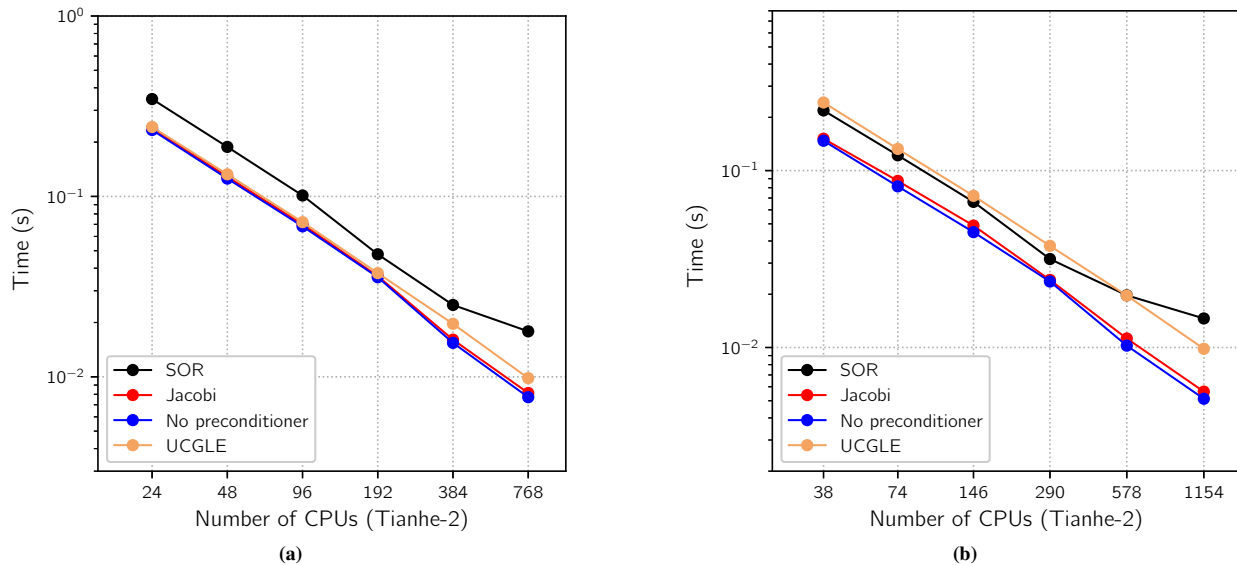 10⁰
10⁻¹
10⁻²
Time (s)
SOR
Jacobi
No preconditioner
UCGLE
24 48 96 192 384 768
Number of CPUs (Tianhe-2)
(a)
10⁻¹
10⁻²
Time (s)
SOR
Jacobi
No preconditioner
UCGLE
38 74 146 290 578 1154
Number of CPUs (Tianhe-2)
(b)